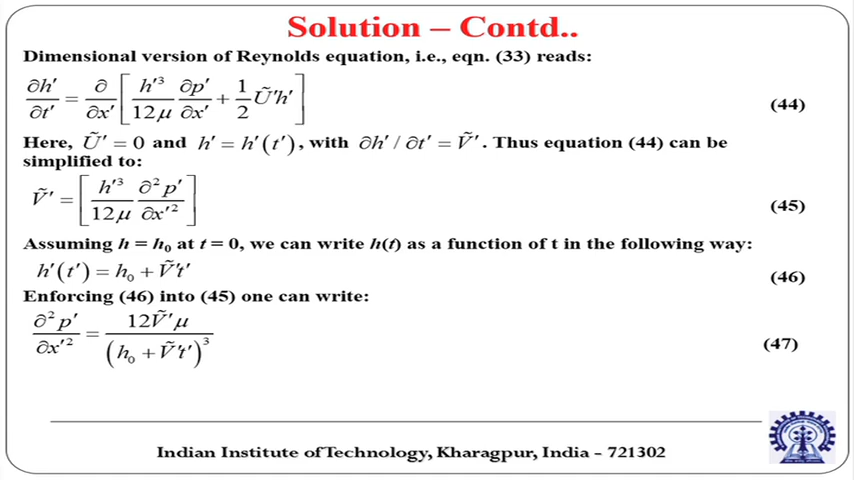 Solution – Contd..
Dimensional version of Reynolds equation, i.e., eqn. (33) reads:
∂h′/∂t′ = ∂/∂x′ [ h′³/12μ ∂p′/∂x′ + 1/2 Ũ′h′ ] (44)
Here, Ũ′ = 0 and h′ = h′(t′), with ∂h′ / ∂t′ = Ṽ′. Thus equation (44) can be
simplified to:
Ṽ′ = [ h′³/12μ ∂²p′/∂x′² ] (45)
Assuming h = h₀ at t = 0, we can write h(t) as a function of t in the following way:
h′(t′) = h₀ + Ṽ′t′ (46)
Enforcing (46) into (45) one can write:
∂²p′/∂x′² = 12Ṽ′μ/(h₀ + Ṽ′t′)³ (47)
Indian Institute of Technology, Kharagpur, India - 721302